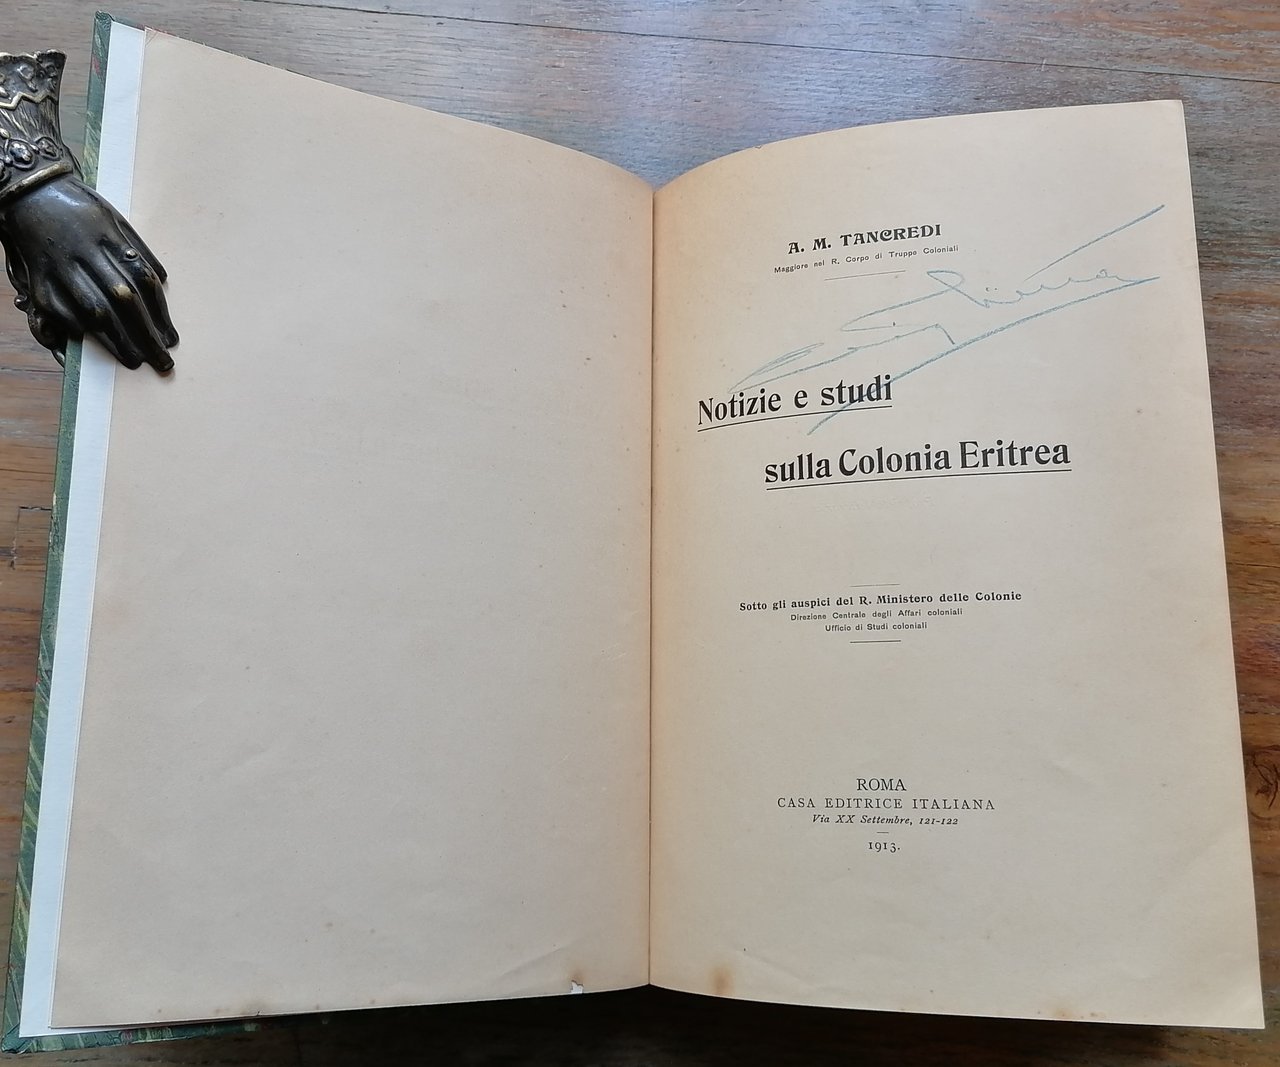 A. M. TANCREDI
Maggiore nel R. Corpo di Truppe Coloniali
Notizie e studi
sulla Colonia Eritrea
Sotto gli auspici del R. Ministero delle Colonie
Direzione Centrale degli Affari coloniali
Ufficio di Studi coloniali
ROMA
CASA EDITRICE ITALIANA
Via XX Settembre, 121-122
1913.